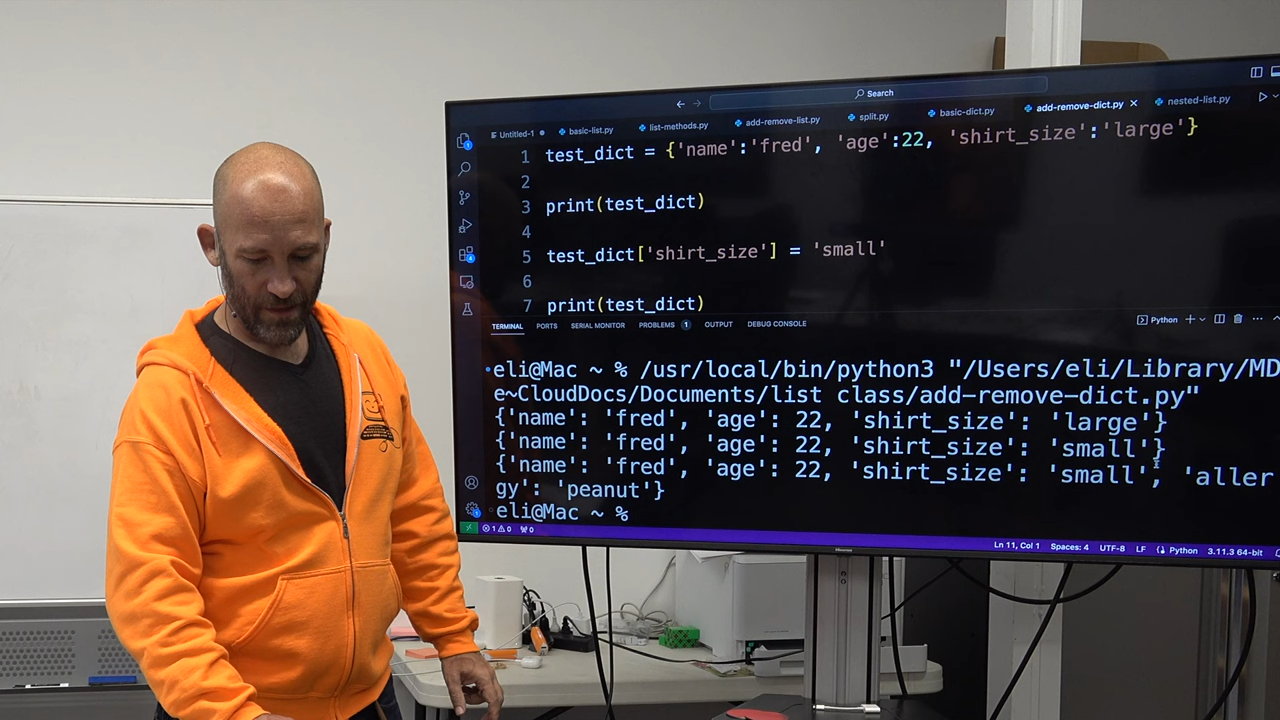 Search
Untitled-1
basic-list.py
list-methods.py
add-remove-list.py
split.py
basic-dict.py
add-remove-dict.py
nested-list.py
1 test_dict = {'name':'fred', 'age':22, 'shirt_size':'large'}
2
3 print(test_dict)
4
5 test_dict['shirt_size'] = 'small'
6
7 print(test_dict)
TERMINAL PORTS SERIAL MONITOR PROBLEMS 1 OUTPUT DEBUG CONSOLE Python
eli@Mac ~ % /usr/local/bin/python3 "/Users/eli/Library/MD
e~CloudDocs/Documents/list class/add-remove-dict.py"
{'name': 'fred', 'age': 22, 'shirt_size': 'large'}
{'name': 'fred', 'age': 22, 'shirt_size': 'small'}
{'name': 'fred', 'age': 22, 'shirt_size': 'small', 'aller
gy': 'peanut'}
eli@Mac ~ %
1 0 0 Ln 11, Col 1 Spaces: 4 UTF-8 LF Python 3.11.3 64-bit
Hisense